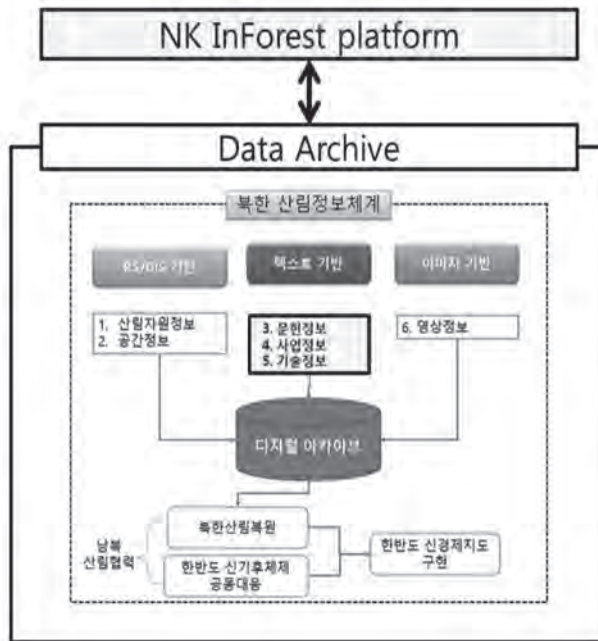 NK InForest platform
Data Archive
북한 산림정보체계
RS/GIS 기반
텍스트 기반
이미지 기반
1. 산림자원정보
2. 공간정보
3. 문헌정보
4. 사업정보
5. 기술정보
6. 영상정보
디지털 아카이브
북한산림복원
남북
산림협력
한반도 신기후체제
공동대응
한반도 신경제지도
구현